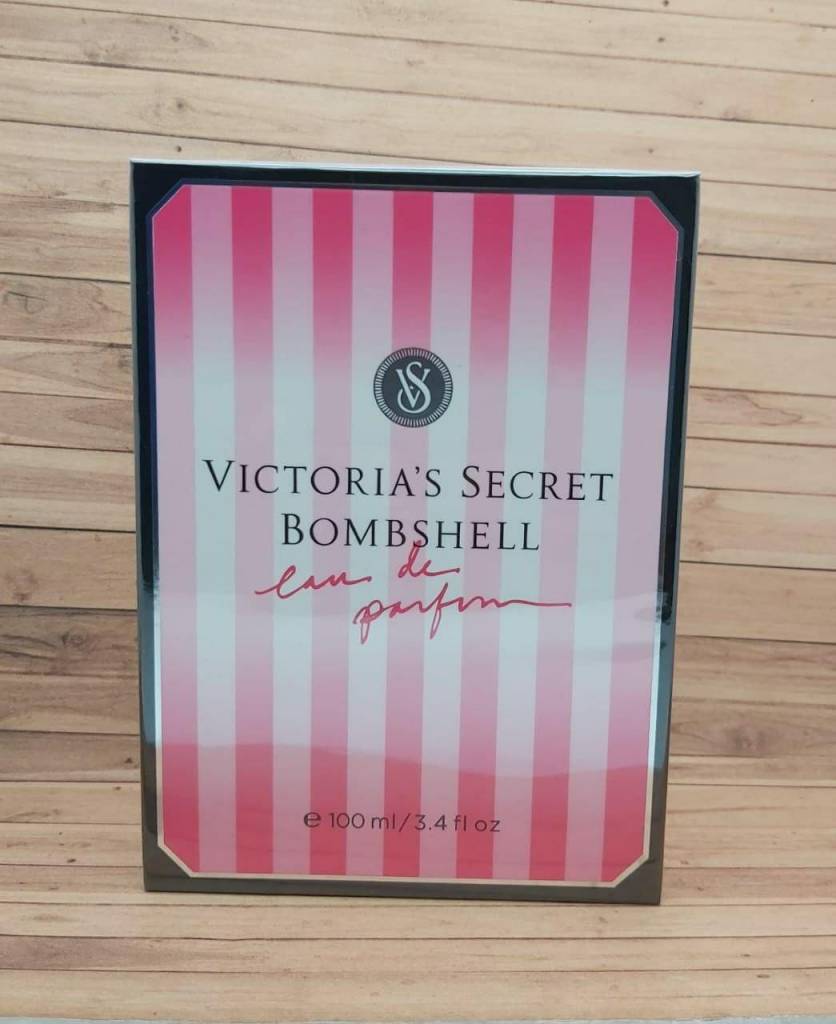 VS
VICTORIA'S SECRET
BOMBSHELL
eau de
parfum
e 100 ml/3.4 fl oz